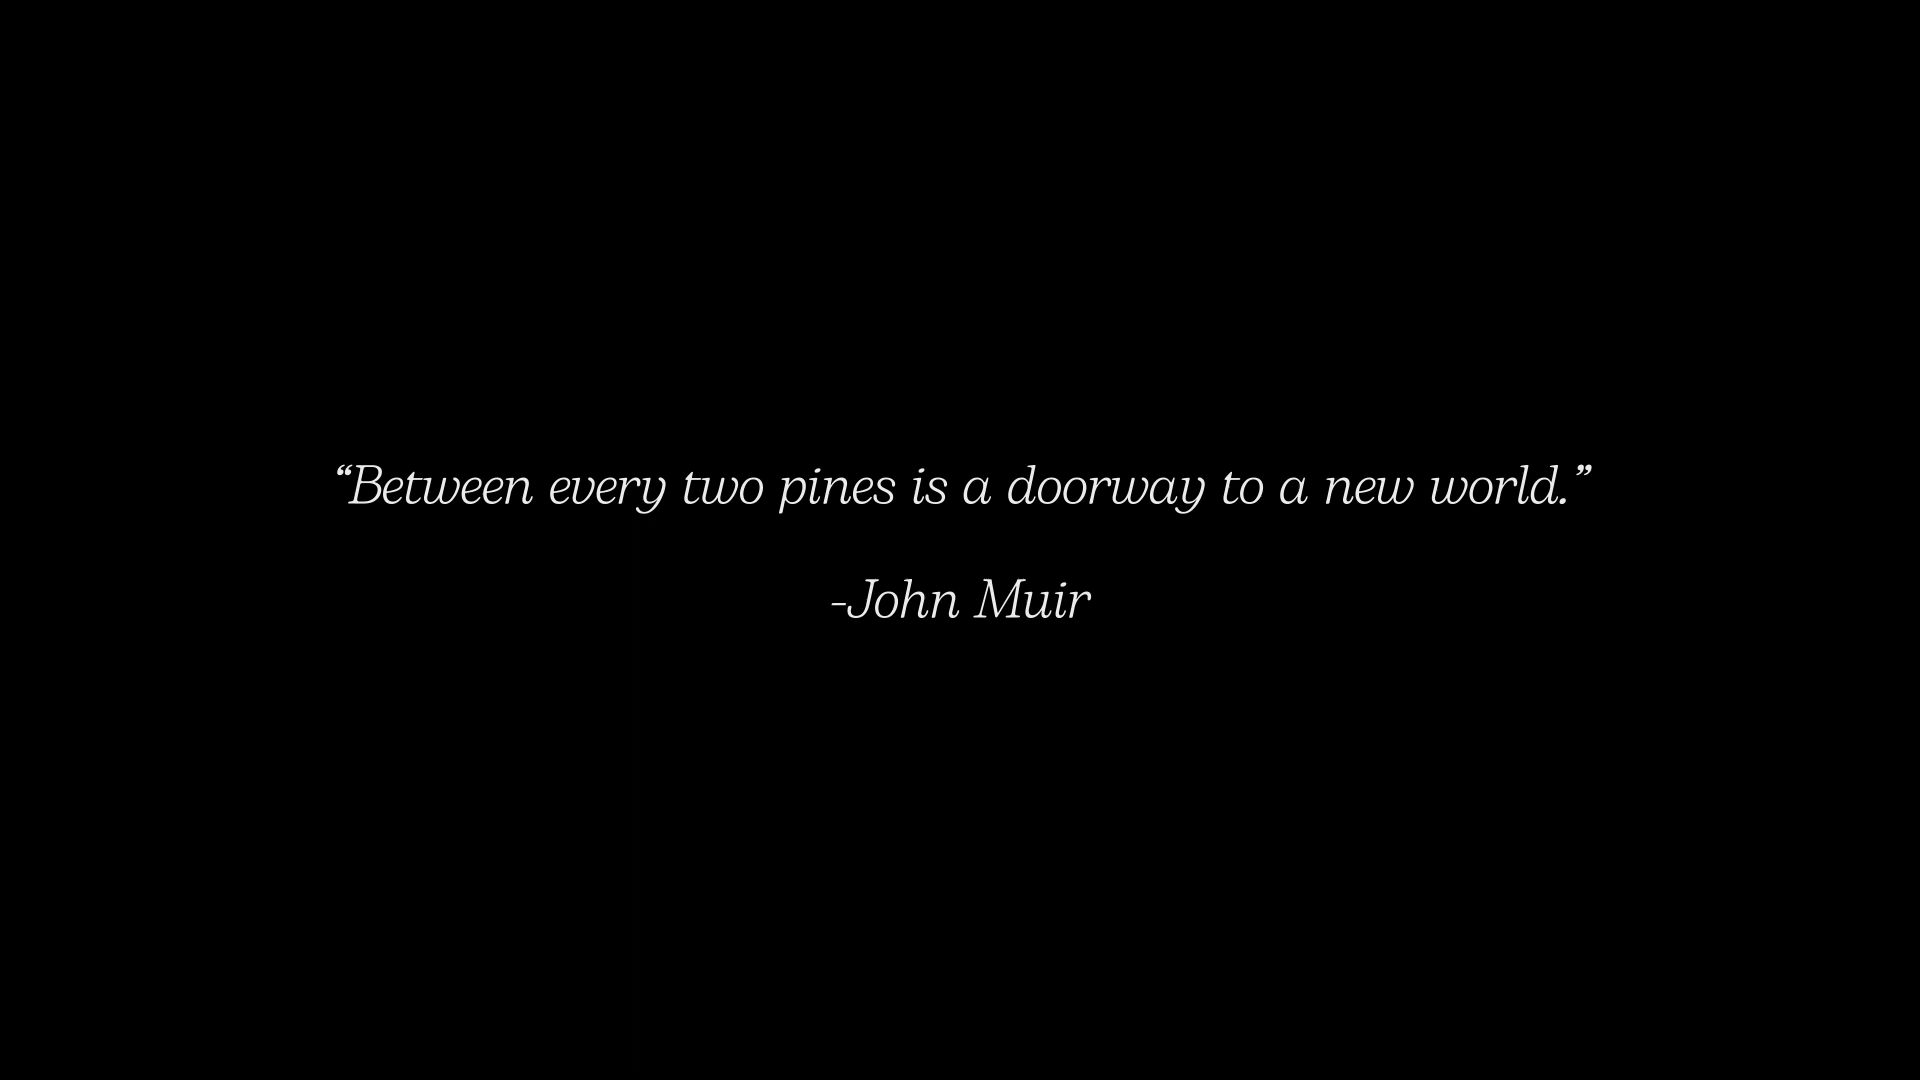 “Between every two pines is a doorway to a new world.”
-John Muir